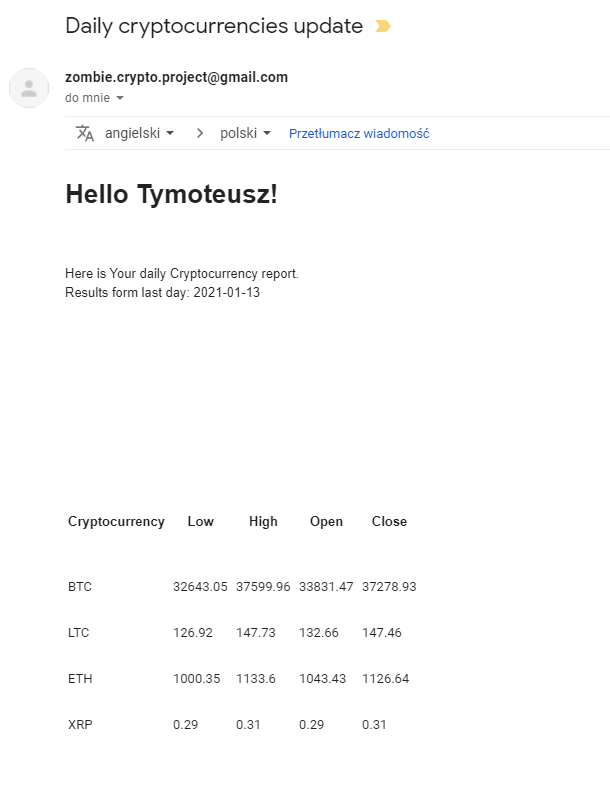 Daily cryptocurrencies update
zombie.crypto.project@gmail.com
do mnie
angielski > polski Przetłumacz wiadomość
Hello Tymoteusz!
Here is Your daily Cryptocurrency report.
Results form last day: 2021-01-13
Cryptocurrency Low High Open Close
BTC 32643.05 37599.96 33831.47 37278.93
LTC 126.92 147.73 132.66 147.46
ETH 1000.35 1133.6 1043.43 1126.64
XRP 0.29 0.31 0.29 0.31